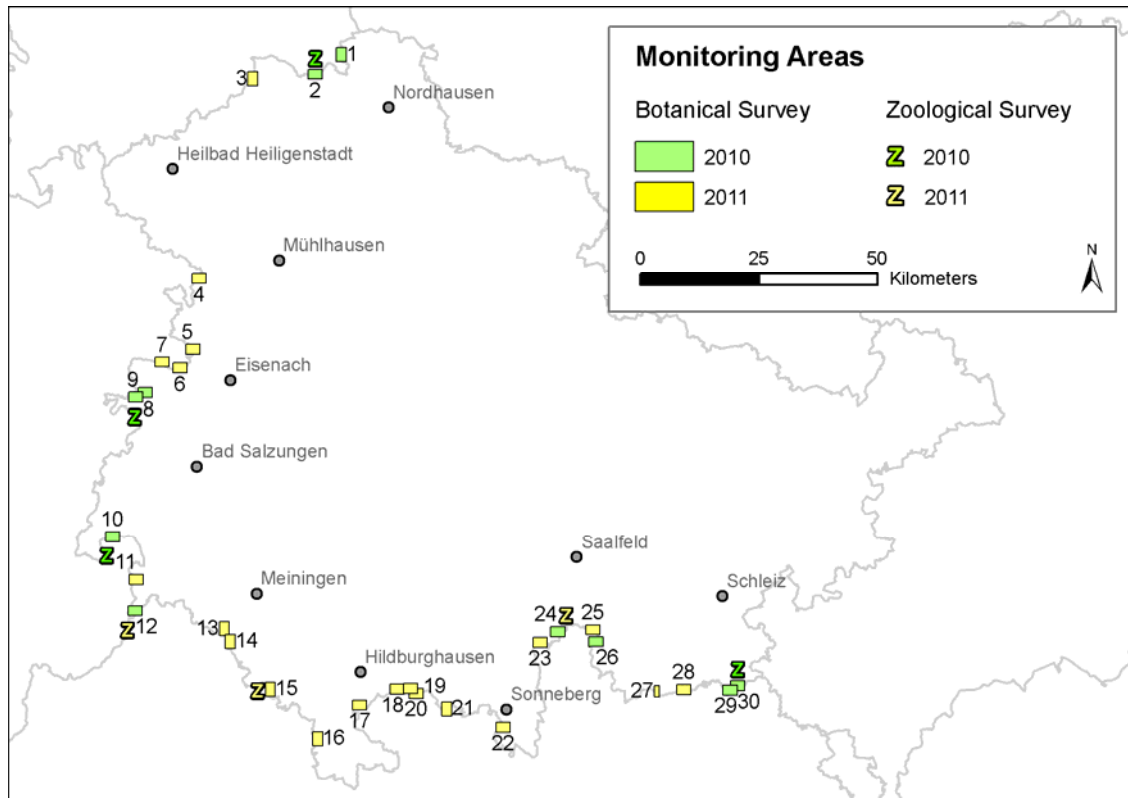 Monitoring Areas
Botanical Survey
Zoological Survey
2010
Z 2010
2011
Z 2011
0 25 50
Kilometers
N
1
Z
2
3
Nordhausen
Heilbad Heiligenstadt
Mühlhausen
4
5
7
6
Eisenach
9
8
Z
Bad Salzungen
10
Z
11
12
Z
Meiningen
13
14
Z 15
16
Hildburghausen
17
18
19
20
21
Sonneberg
22
Saalfeld
24
Z
25
23
26
Schleiz
27
28
Z
29
30